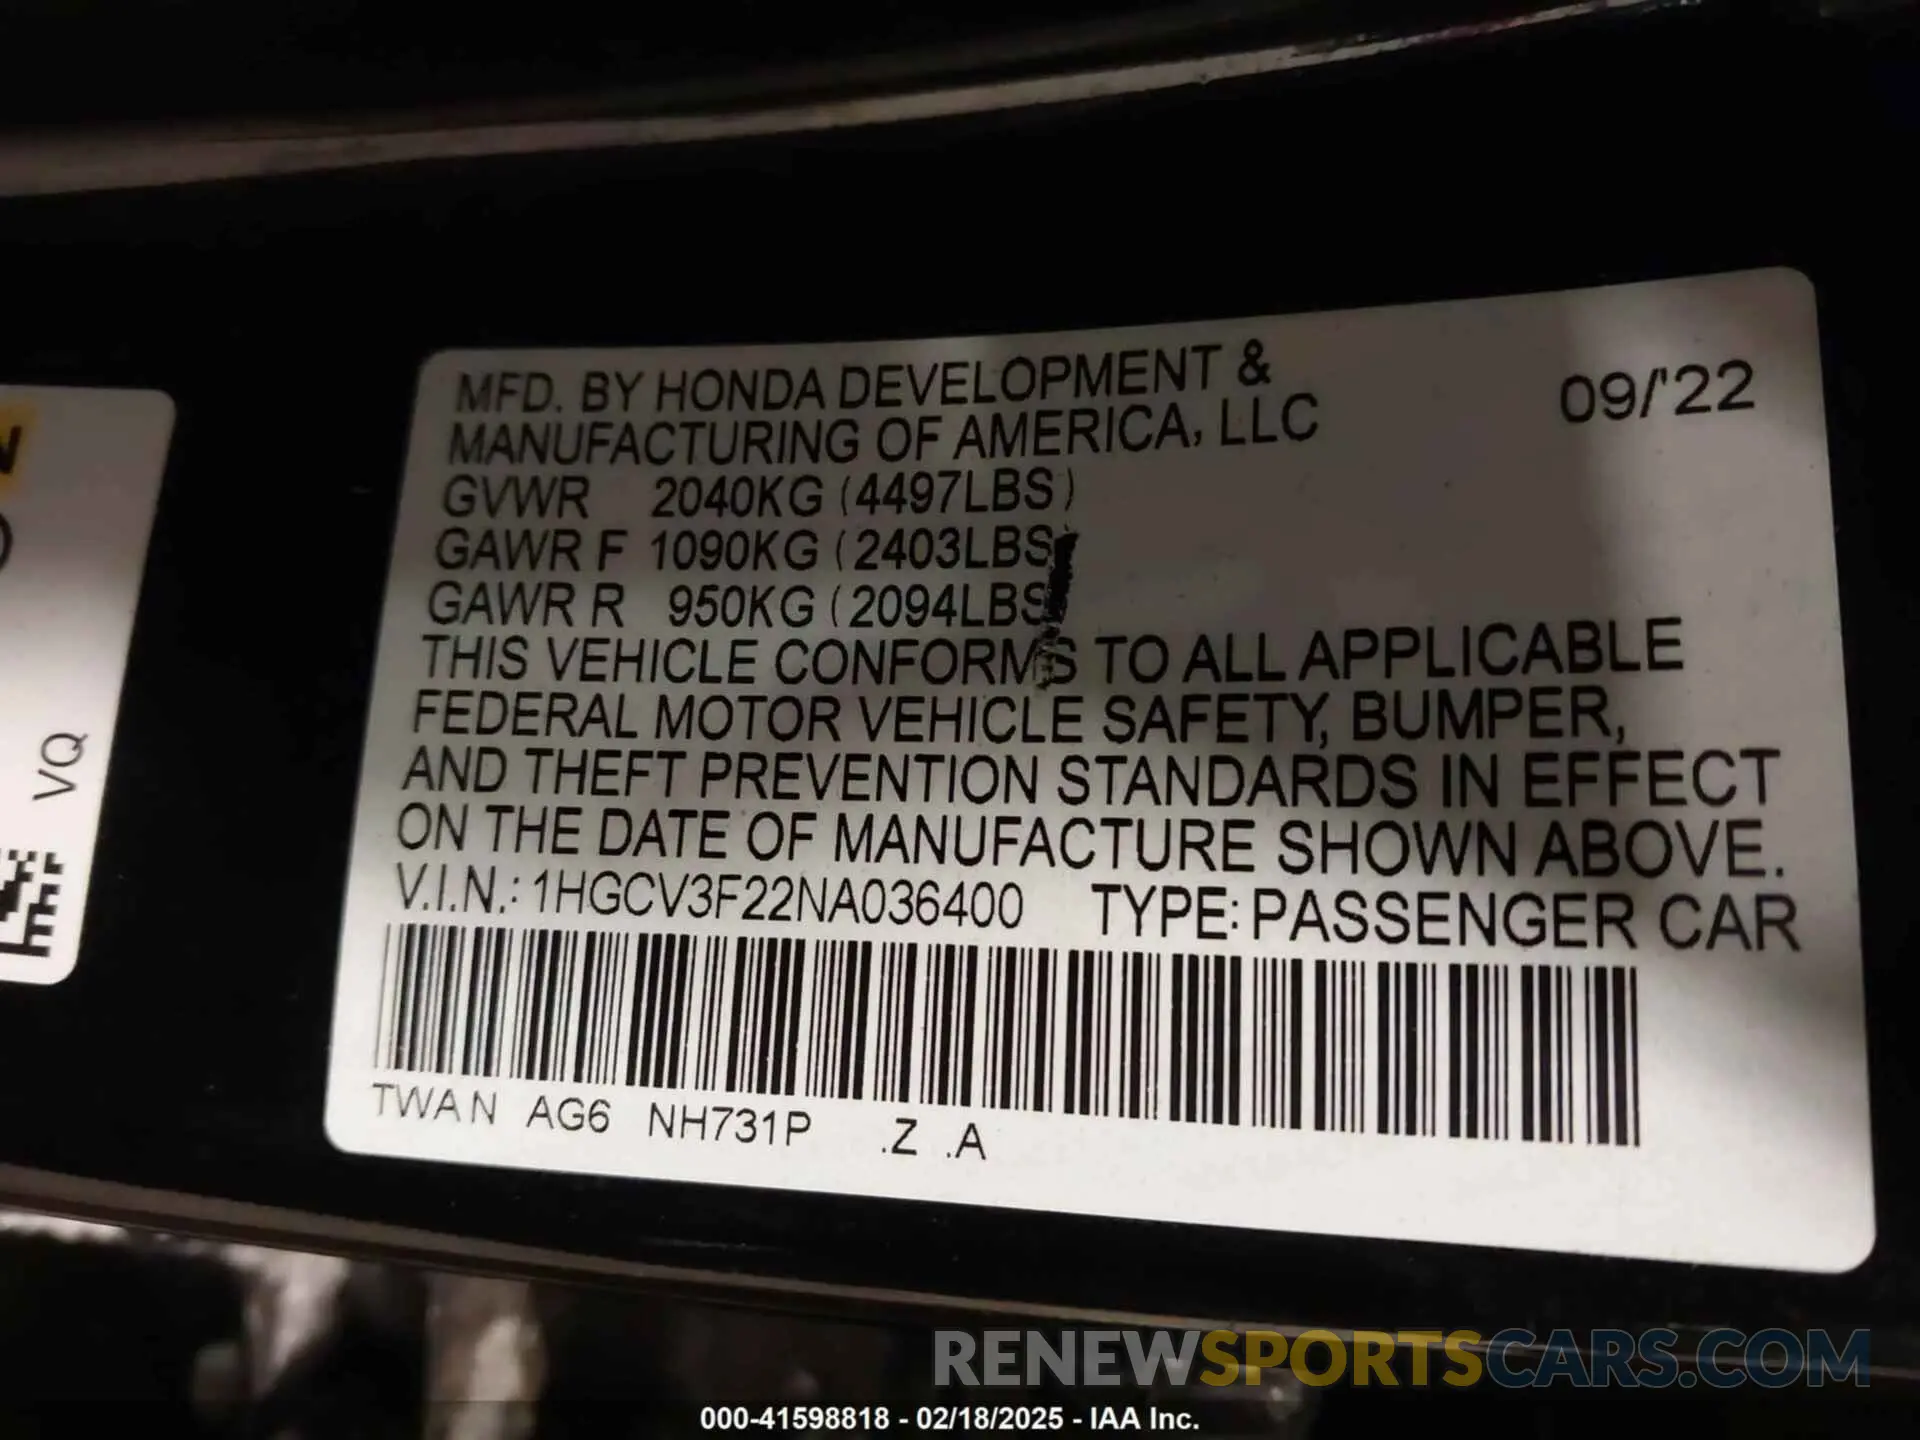 MFD. BY HONDA DEVELOPMENT &
MANUFACTURING OF AMERICA, LLC
09/'22
GVWR 2040KG (4497LBS)
GAWR F 1090KG (2403LBS
GAWR R 950KG (2094LBS
THIS VEHICLE CONFORMS TO ALL APPLICABLE
FEDERAL MOTOR VEHICLE SAFETY, BUMPER,
AND THEFT PREVENTION STANDARDS IN EFFECT
ON THE DATE OF MANUFACTURE SHOWN ABOVE.
V.I.N.: 1HGCV3F22NA036400 TYPE: PASSENGER CAR
TWAN AG6 NH731P .Z .A
VQ
RENEWSPORTSCARS.COM
000-41598818 - 02/18/2025 - IAA Inc.